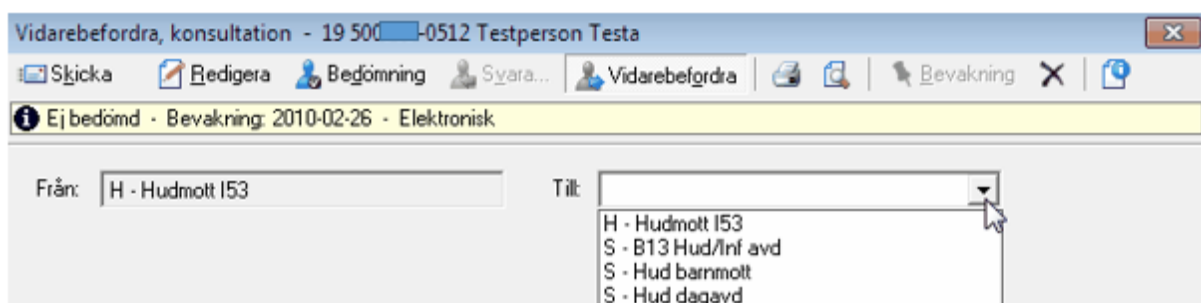 Vidarebefordra, konsultation - 19 500 -0512 Testperson Testa
Skicka Redigera Bedömning Svara... Vidarebefordra Bevakning
Ej bedömd - Bevakning: 2010-02-26 - Elektronisk
Från: H - Hudmott I53 Till:
H - Hudmott I53
S - B13 Hud/Inf avd
S - Hud barnmott
S - Hud dagavd